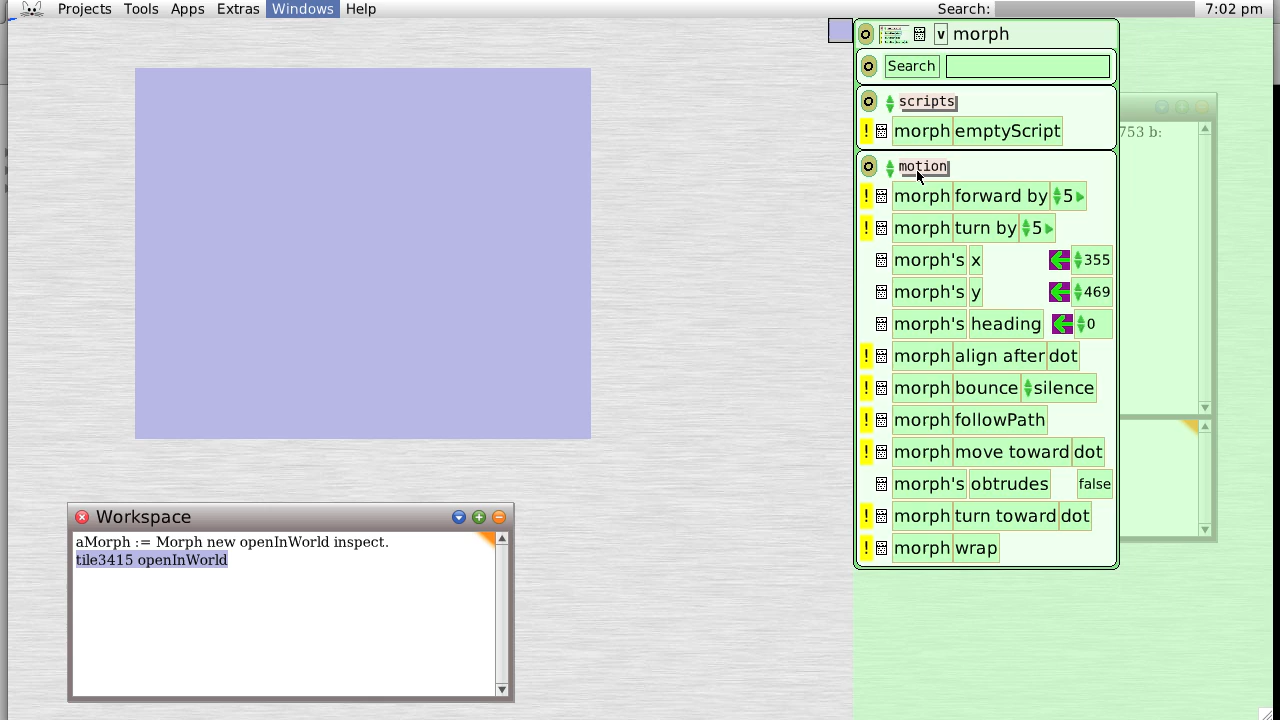 Projects Tools Apps Extras Windows Help Search: 7:02 pm
v morph
Search
scripts
! morph emptyScript
motion
! morph forward by 5
! morph turn by 5
morph's x 355
morph's y 469
morph's heading 0
! morph align after dot
! morph bounce silence
! morph followPath
! morph move toward dot
morph's obtrudes false
! morph turn toward dot
! morph wrap
753 b:
Workspace
aMorph := Morph new openInWorld inspect.
tile3415 openInWorld